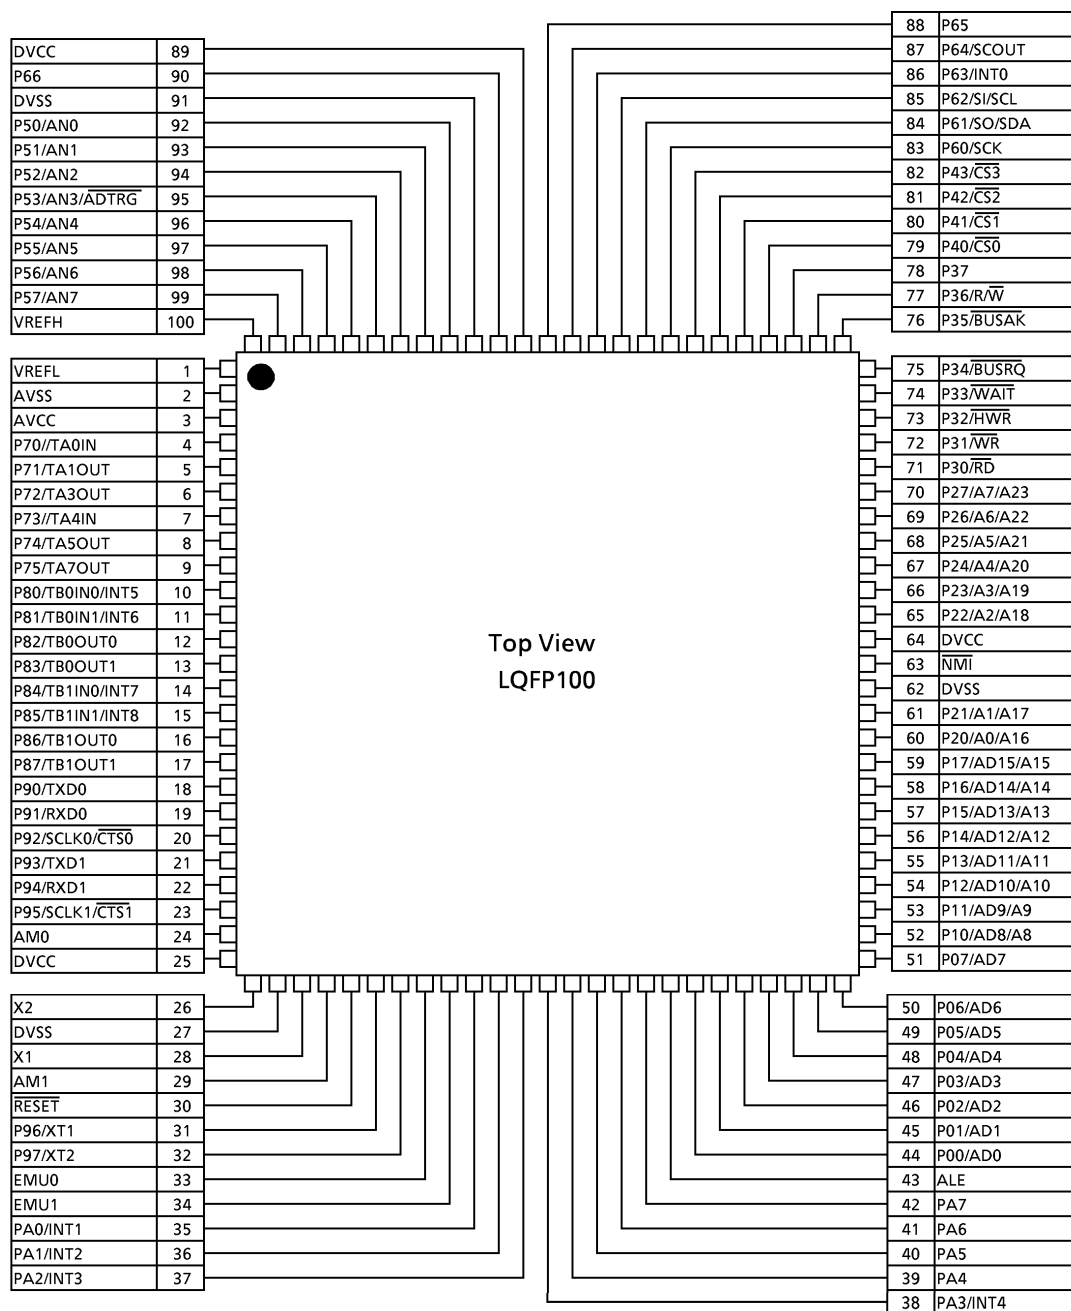 DVCC 89
P66 90
DVSS 91
P50/AN0 92
P51/AN1 93
P52/AN2 94
P53/AN3/ADTRG 95
P54/AN4 96
P55/AN5 97
P56/AN6 98
P57/AN7 99
VREFH 100
88 P65
87 P64/SCOUT
86 P63/INT0
85 P62/SI/SCL
84 P61/SO/SDA
83 P60/SCK
82 P43/CS3
81 P42/CS2
80 P41/CS1
79 P40/CS0
78 P37
77 P36/R/W
76 P35/BUSAK
VREFL 1
AVSS 2
AVCC 3
P70//TA0IN 4
P71/TA1OUT 5
P72/TA3OUT 6
P73//TA4IN 7
P74/TA5OUT 8
P75/TA7OUT 9
P80/TB0IN0/INT5 10
P81/TB0IN1/INT6 11
P82/TB0OUT0 12
P83/TB0OUT1 13
P84/TB1IN0/INT7 14
P85/TB1IN1/INT8 15
P86/TB1OUT0 16
P87/TB1OUT1 17
P90/TXD0 18
P91/RXD0 19
P92/SCLK0/CTS0 20
P93/TXD1 21
P94/RXD1 22
P95/SCLK1/CTS1 23
AM0 24
DVCC 25
Top View
LQFP100
75 P34/BUSRQ
74 P33/WAIT
73 P32/HWR
72 P31/WR
71 P30/RD
70 P27/A7/A23
69 P26/A6/A22
68 P25/A5/A21
67 P24/A4/A20
66 P23/A3/A19
65 P22/A2/A18
64 DVCC
63 NMI
62 DVSS
61 P21/A1/A17
60 P20/A0/A16
59 P17/AD15/A15
58 P16/AD14/A14
57 P15/AD13/A13
56 P14/AD12/A12
55 P13/AD11/A11
54 P12/AD10/A10
53 P11/AD9/A9
52 P10/AD8/A8
51 P07/AD7
X2 26
DVSS 27
X1 28
AM1 29
RESET 30
P96/XT1 31
P97/XT2 32
EMU0 33
EMU1 34
PA0/INT1 35
PA1/INT2 36
PA2/INT3 37
50 P06/AD6
49 P05/AD5
48 P04/AD4
47 P03/AD3
46 P02/AD2
45 P01/AD1
44 P00/AD0
43 ALE
42 PA7
41 PA6
40 PA5
39 PA4
38 PA3/INT4